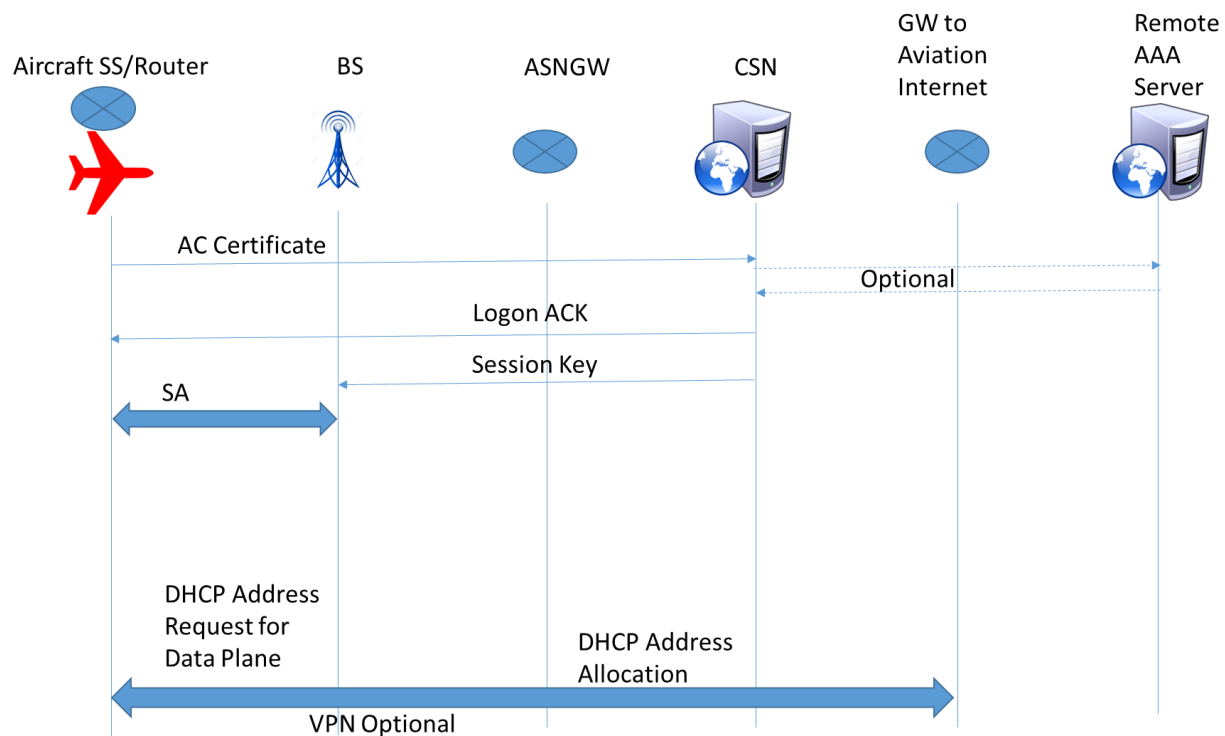 Aircraft SS/Router
BS
ASNGW
CSN
GW to
Aviation
Internet
Remote
AAA
Server
AC Certificate
Optional
Logon ACK
Session Key
SA
DHCP Address
Request for
Data Plane
DHCP Address
Allocation
VPN Optional